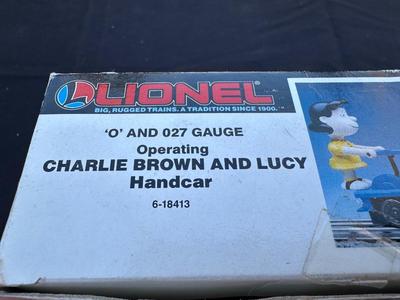 LIONEL
BIG, RUGGED TRAINS. A TRADITION SINCE 1900.
'O' AND 027 GAUGE
Operating
CHARLIE BROWN AND LUCY
Handcar
6-18413